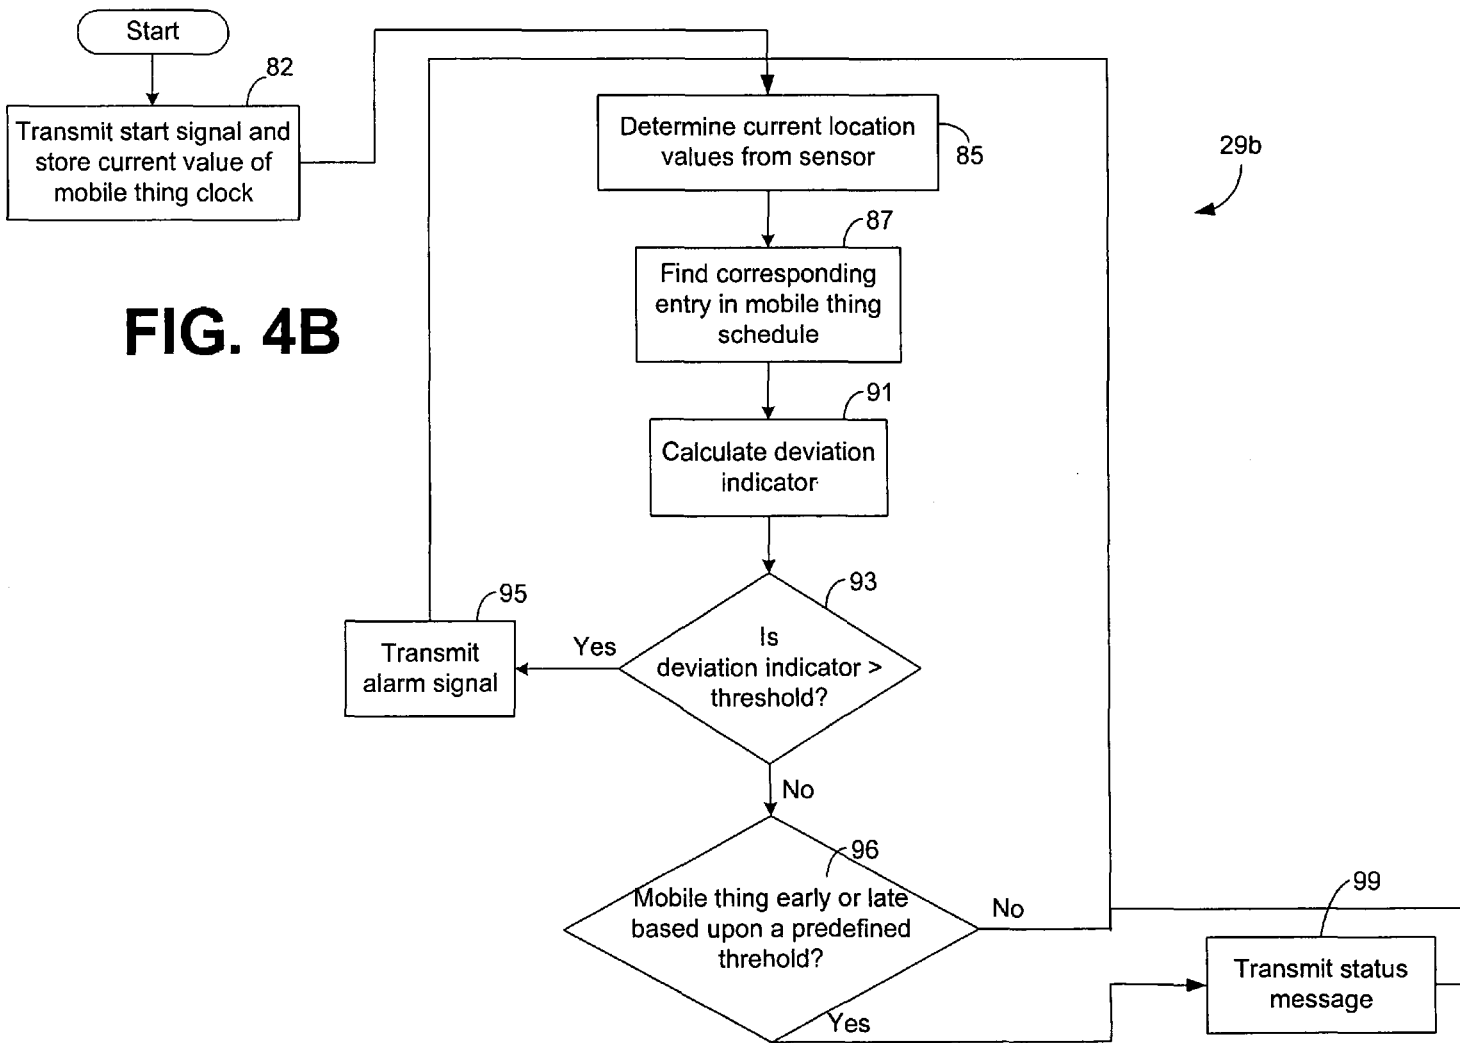 Start
82
Transmit start signal and
store current value of
mobile thing clock
Determine current location
values from sensor
85
29b
87
Find corresponding
entry in mobile thing
schedule
FIG. 4B
91
Calculate deviation
indicator
93
95
Is
deviation indicator >
threshold?
Yes
Transmit
alarm signal
No
96
Mobile thing early or late
based upon a predefined
threhold?
No
99
Transmit status
message
Yes